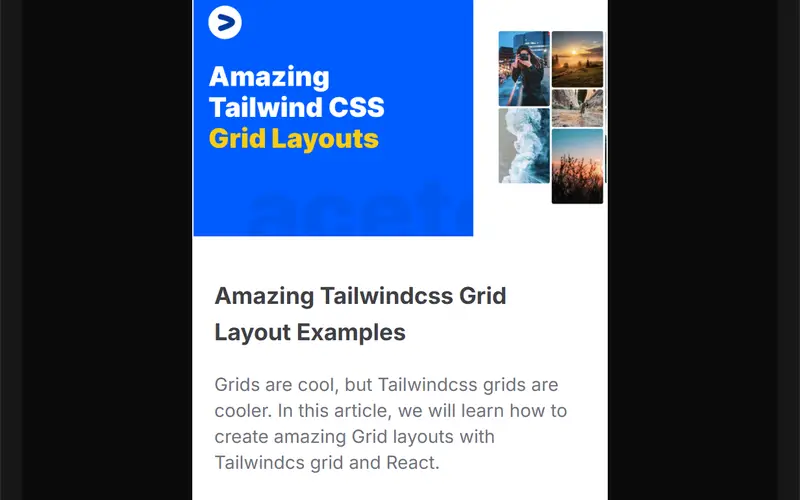 Amazing
Tailwind CSS
Grid Layouts
Amazing Tailwindcss Grid
Layout Examples
Grids are cool, but Tailwindcss grids are
cooler. In this article, we will learn how to
create amazing Grid layouts with
Tailwindcs grid and React.